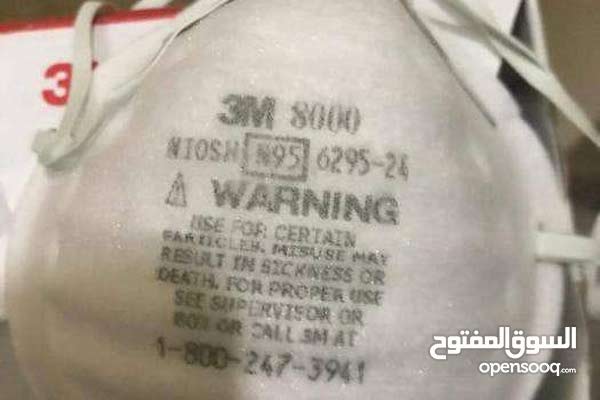 3M
3M 8000
NIOSH N95 6295-24
WARNING
USE FOR CERTAIN
PARTICLES. MISUSE MAY
RESULT IN SICKNESS OR
DEATH. FOR PROPER USE
SEE SUPERVISOR OR
BOX OR CALL 3M AT
1-800-247-3941
السوق المفتوح
opensooq.com